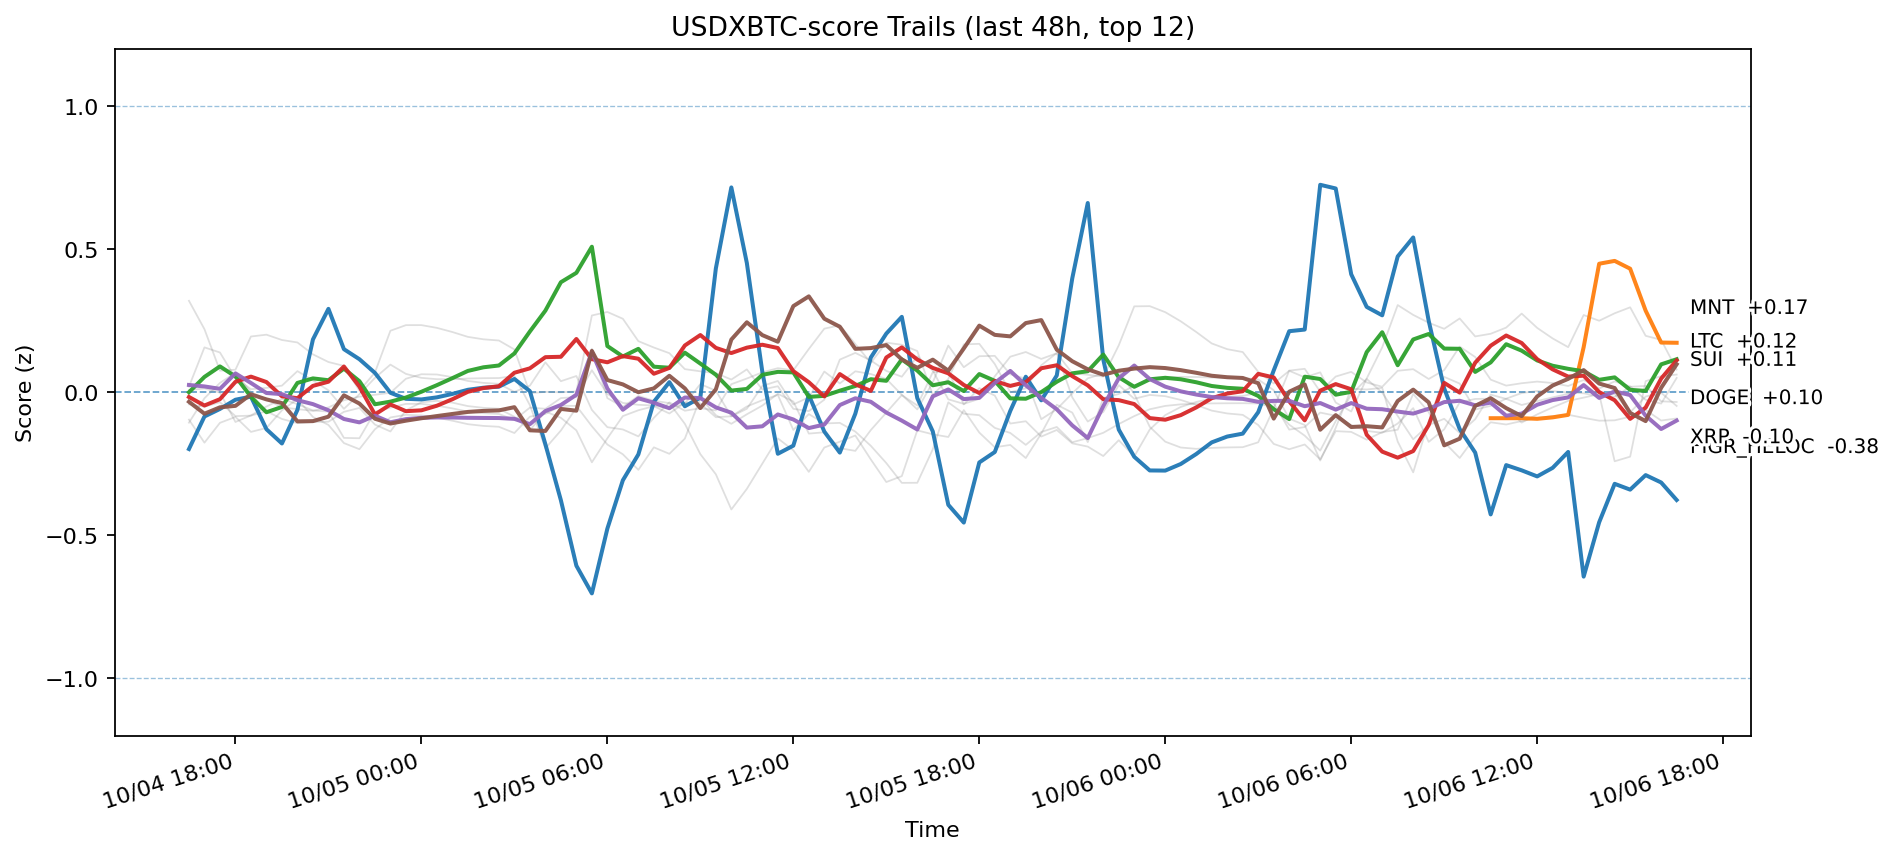 USDXBTC-score Trails (last 48h, top 12)
Score (z)
1.0
0.5
0.0
−0.5
−1.0
MNT +0.17
LTC +0.12
SUI +0.11
DOGE +0.10
XRP -0.10
-0.38
10/04 18:00
10/05 00:00
10/05 06:00
10/05 12:00
10/05 18:00
10/06 00:00
10/06 06:00
10/06 12:00
10/06 18:00
Time